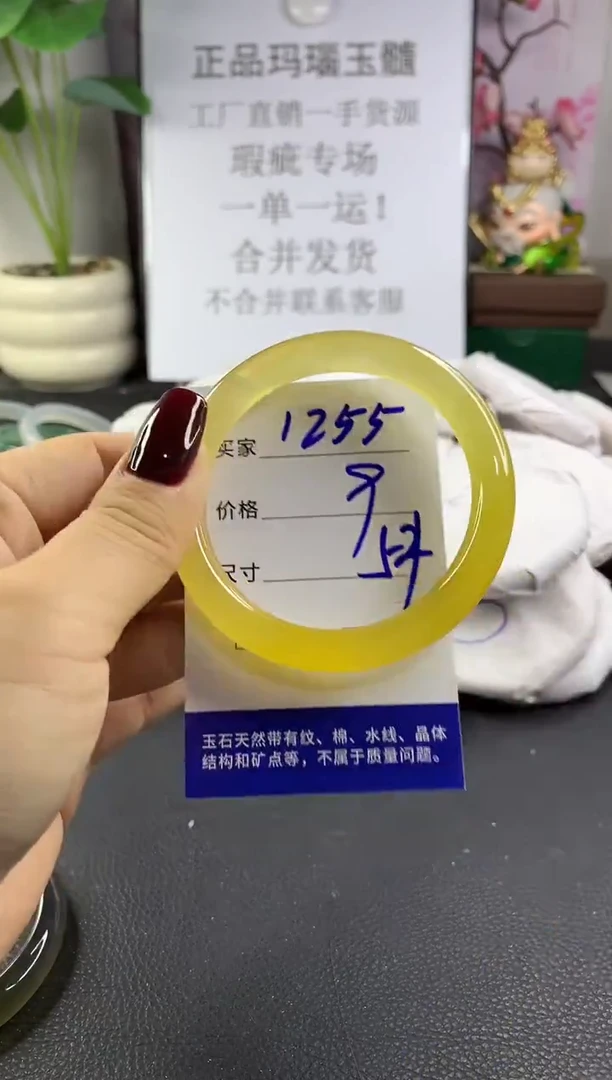 正品玛瑙玉髓
工厂直销一手货源
瑕疵专场
一单一运!
合并发货
不合并联系客服
买家 1255
价格 9
尺寸
玉石天然带有纹、棉、水线、晶体
结构和矿点等，不属于质量问题。